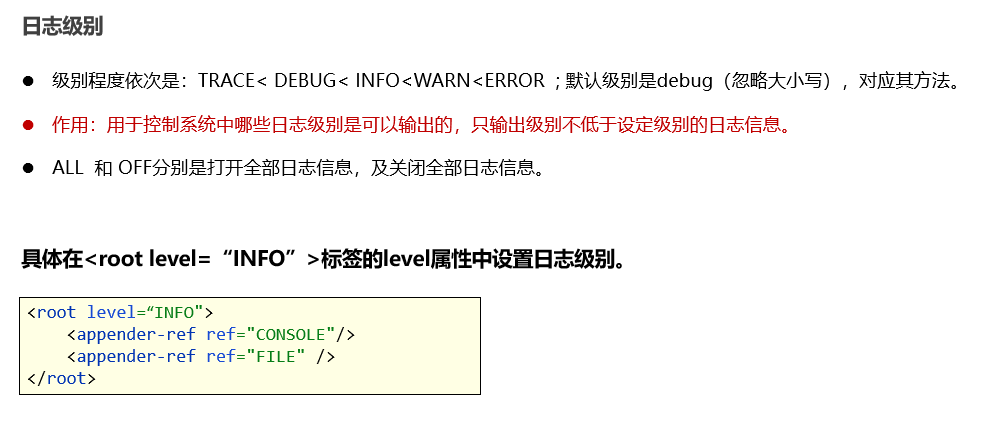 日志级别
● 级别程度依次是：TRACE< DEBUG< INFO<WARN<ERROR ; 默认级别是debug（忽略大小写），对应其方法。
● 作用：用于控制系统中哪些日志级别是可以输出的，只输出级别不低于设定级别的日志信息。
● ALL 和 OFF分别是打开全部日志信息，及关闭全部日志信息。
具体在<root level=“INFO”>标签的level属性中设置日志级别。
<root level=“INFO">
    <appender-ref ref="CONSOLE"/>
    <appender-ref ref="FILE" />
</root>